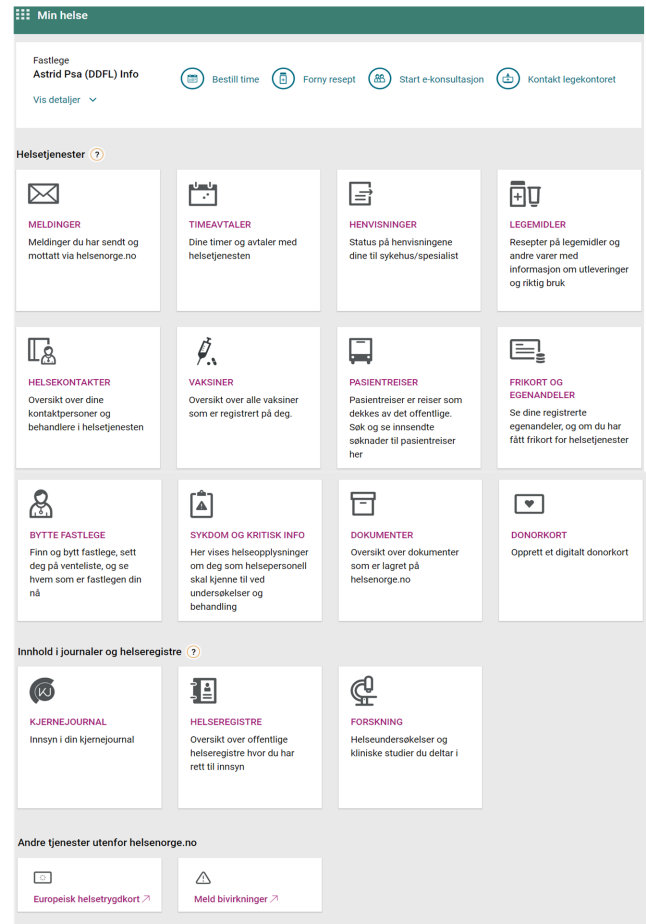 Min helse
Fastlege
Astrid Psa (DDFL) Info
Bestill time
Forny resept
Start e-konsultasjon
Kontakt legekontoret
Vis detaljer
Helsetjenester ?
MELDINGER
Meldinger du har sendt og
mottatt via helsenorge.no
TIMEAVTALER
Dine timer og avtaler med
helsetjenesten
HENVISNINGER
Status på henvisningene
dine til sykehus/spesialist
LEGEMIDLER
Resepter på legemidler og
andre varer med
informasjon om utleveringer
og riktig bruk
HELSEKONTAKTER
Oversikt over dine
kontaktpersoner og
behandlere i helsetjenesten
VAKSINER
Oversikt over alle vaksiner
som er registrert på deg.
PASIENTREISER
Pasientreiser er reiser som
dekkes av det offentlige.
Søk og se innsendte
søknader til pasientreiser
her
FRIKORT OG
EGENANDELER
Se dine registrerte
egenandeler, og om du har
fått frikort for helsetjenester
BYTTE FASTLEGE
Finn og bytt fastlege, sett
deg på venteliste, og se
hvem som er fastlegen din
nå
SYKDOM OG KRITISK INFO
Her vises helseopplysninger
om deg som helsepersonell
skal kjenne til ved
undersøkelser og
behandling
DOKUMENTER
Oversikt over dokumenter
som er lagret på
helsenorge.no
DONORKORT
Opprett et digitalt donorkort
Innhold i journaler og helseregistre ?
KJ
KJERNEJOURNAL
Innsyn i din kjernejournal
HELSEREGISTRE
Oversikt over offentlige
helseregistre hvor du har
rett til innsyn
FORSKNING
Helseundersøkelser og
kliniske studier du deltar i
Andre tjenester utenfor helsenorge.no
Europeisk helsetrygdkort
Meld bivirkninger